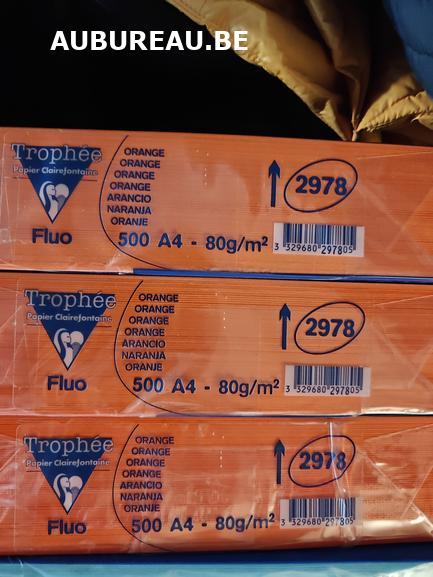 AUBUREAU.BE
Trophée
Papier Clairefontaine
Fluo
ORANGE
ORANGE
ORANGE
ORANGE
ARANCIO
NARANJA
ORANJE
500 A4 - 80g/m²
2978
3 329680 297805
Trophée
Papier Clairefontaine
Fluo
ORANGE
ORANGE
ORANGE
ORANGE
ARANCIO
NARANJA
ORANJE
500 A4 - 80g/m²
2978
3 329680 297805
Trophée
Papier Clairefontaine
Fluo
ORANGE
ORANGE
ORANGE
ORANGE
ARANCIO
NARANJA
ORANJE
500 A4 - 80g/m²
2978
3 329680 297805